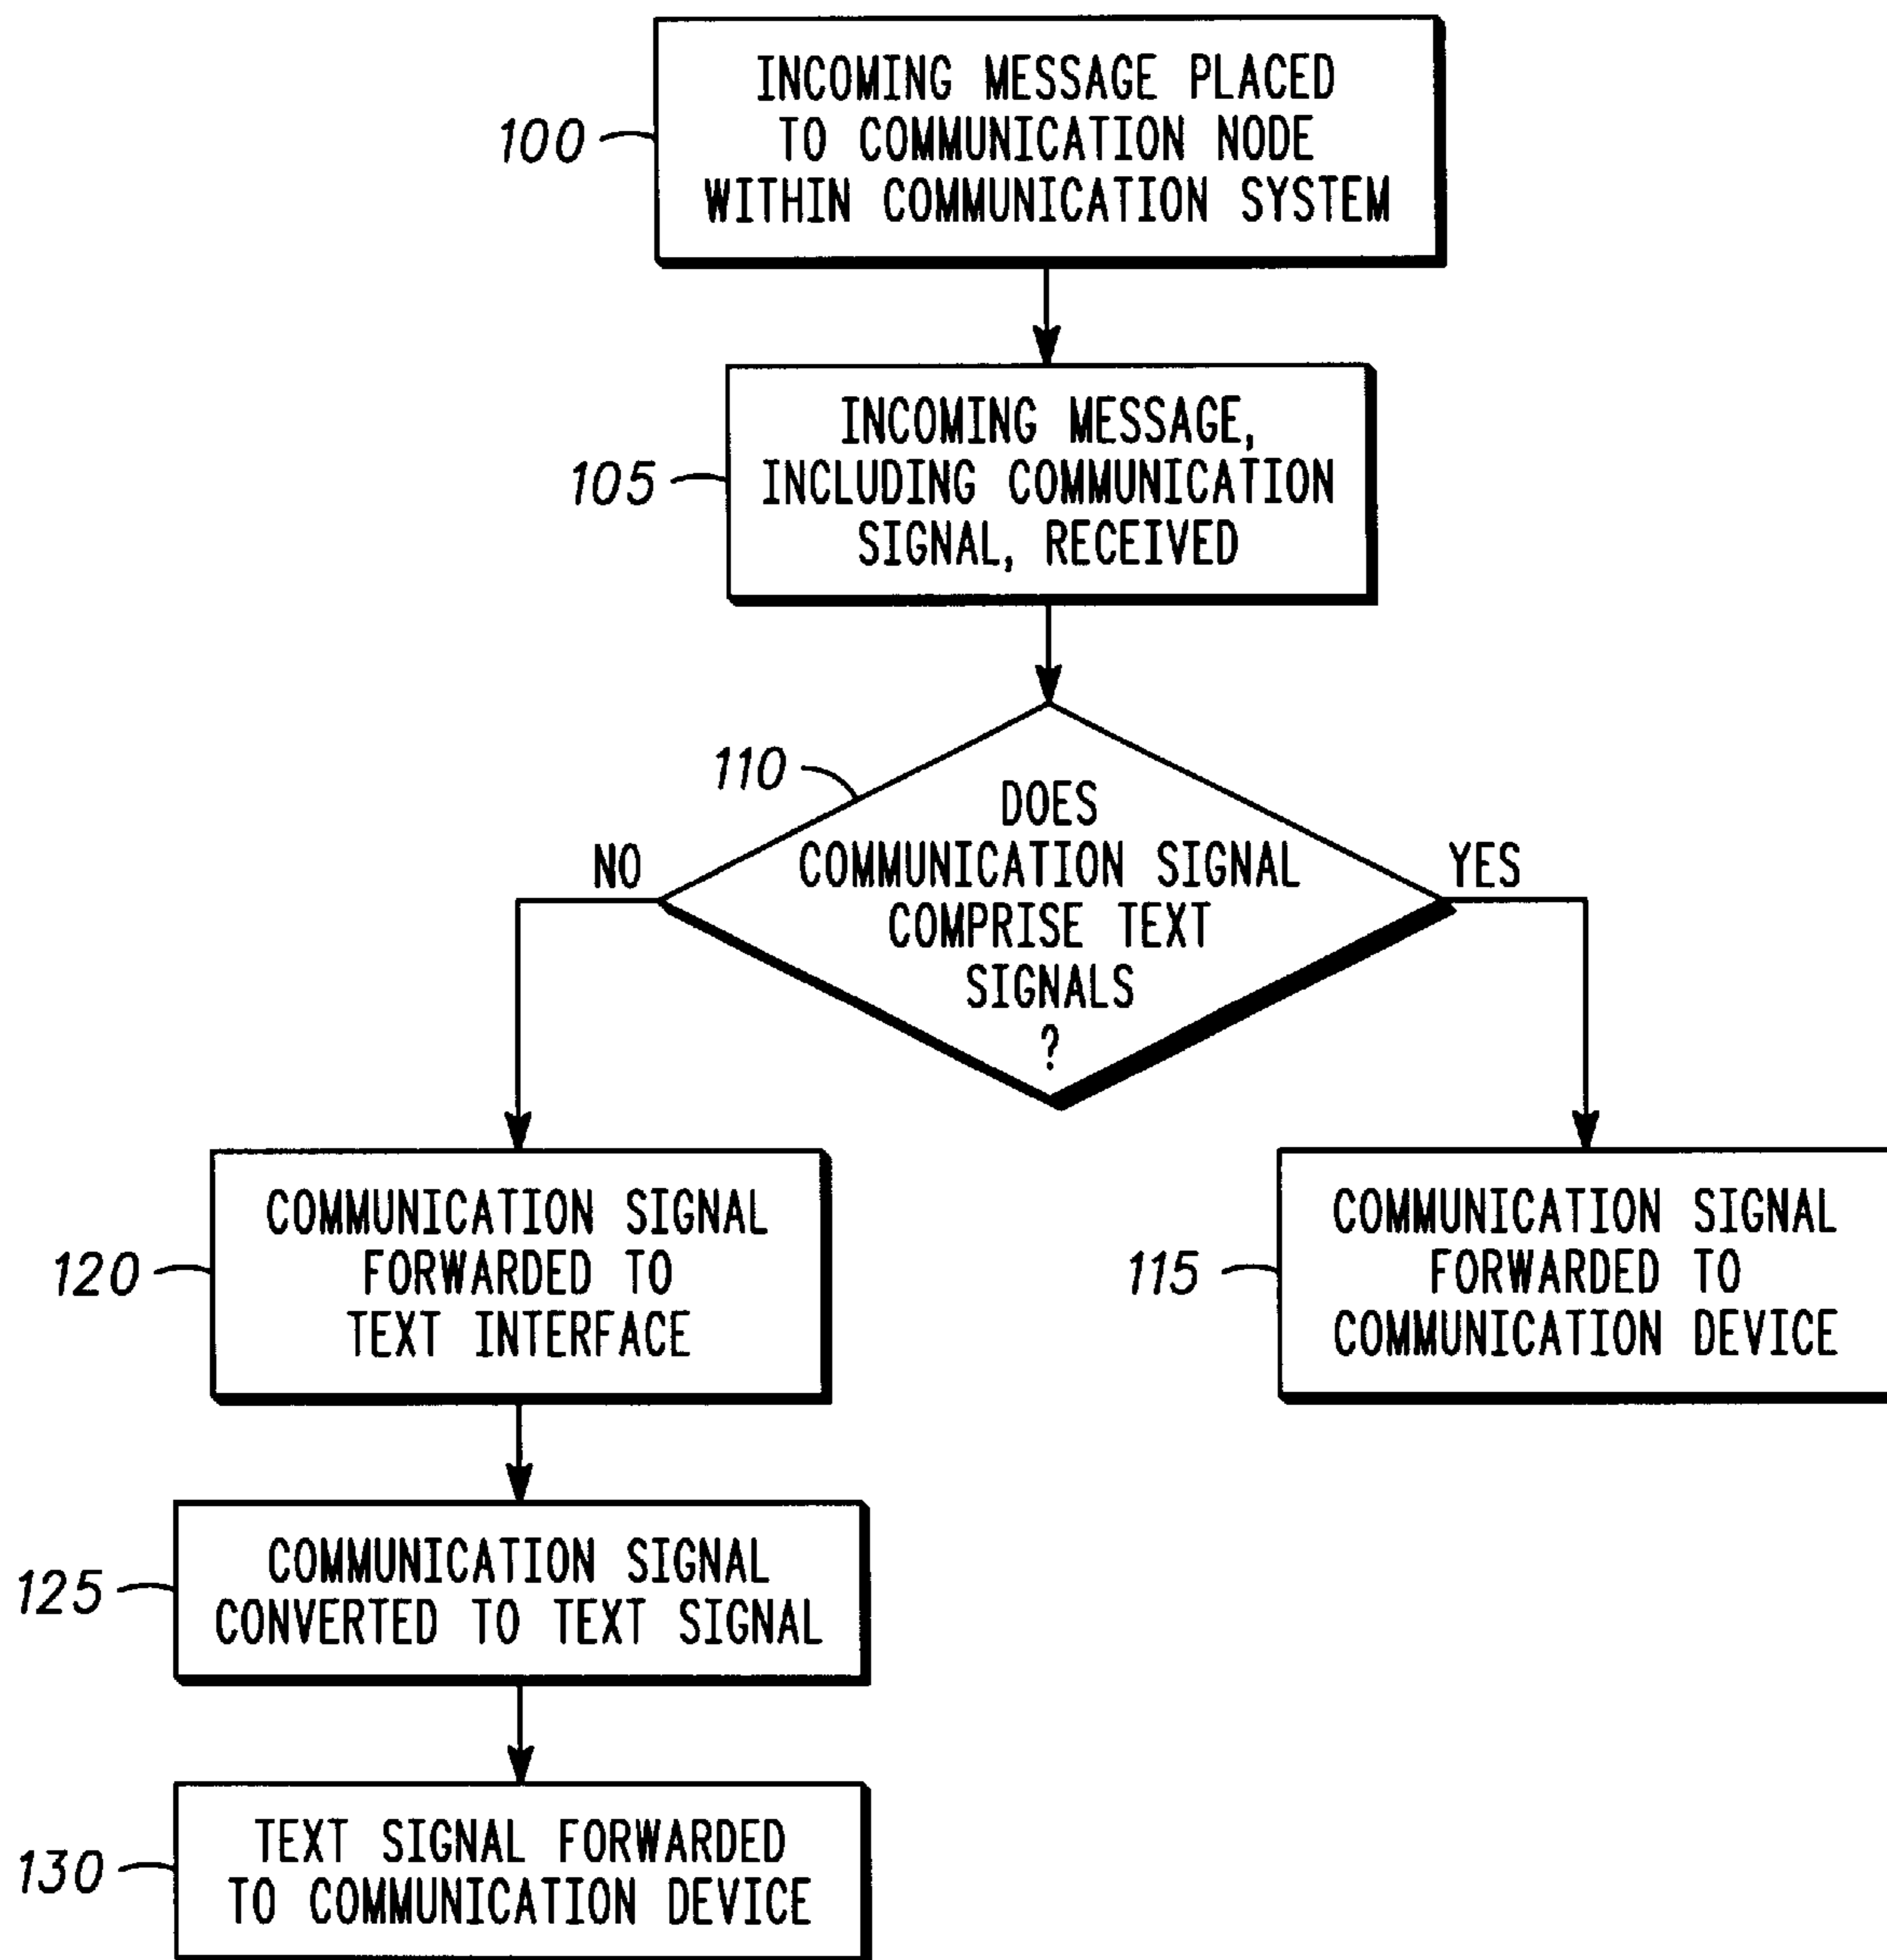 INCOMING MESSAGE PLACED
TO COMMUNICATION NODE
WITHIN COMMUNICATION SYSTEM
100
INCOMING MESSAGE,
INCLUDING COMMUNICATION
SIGNAL, RECEIVED
105
110
DOES
COMMUNICATION SIGNAL
COMPRISE TEXT
SIGNALS
?
NO
YES
COMMUNICATION SIGNAL
FORWARDED TO
TEXT INTERFACE
120
COMMUNICATION SIGNAL
FORWARDED TO
COMMUNICATION DEVICE
115
COMMUNICATION SIGNAL
CONVERTED TO TEXT SIGNAL
125
TEXT SIGNAL FORWARDED
TO COMMUNICATION DEVICE
130